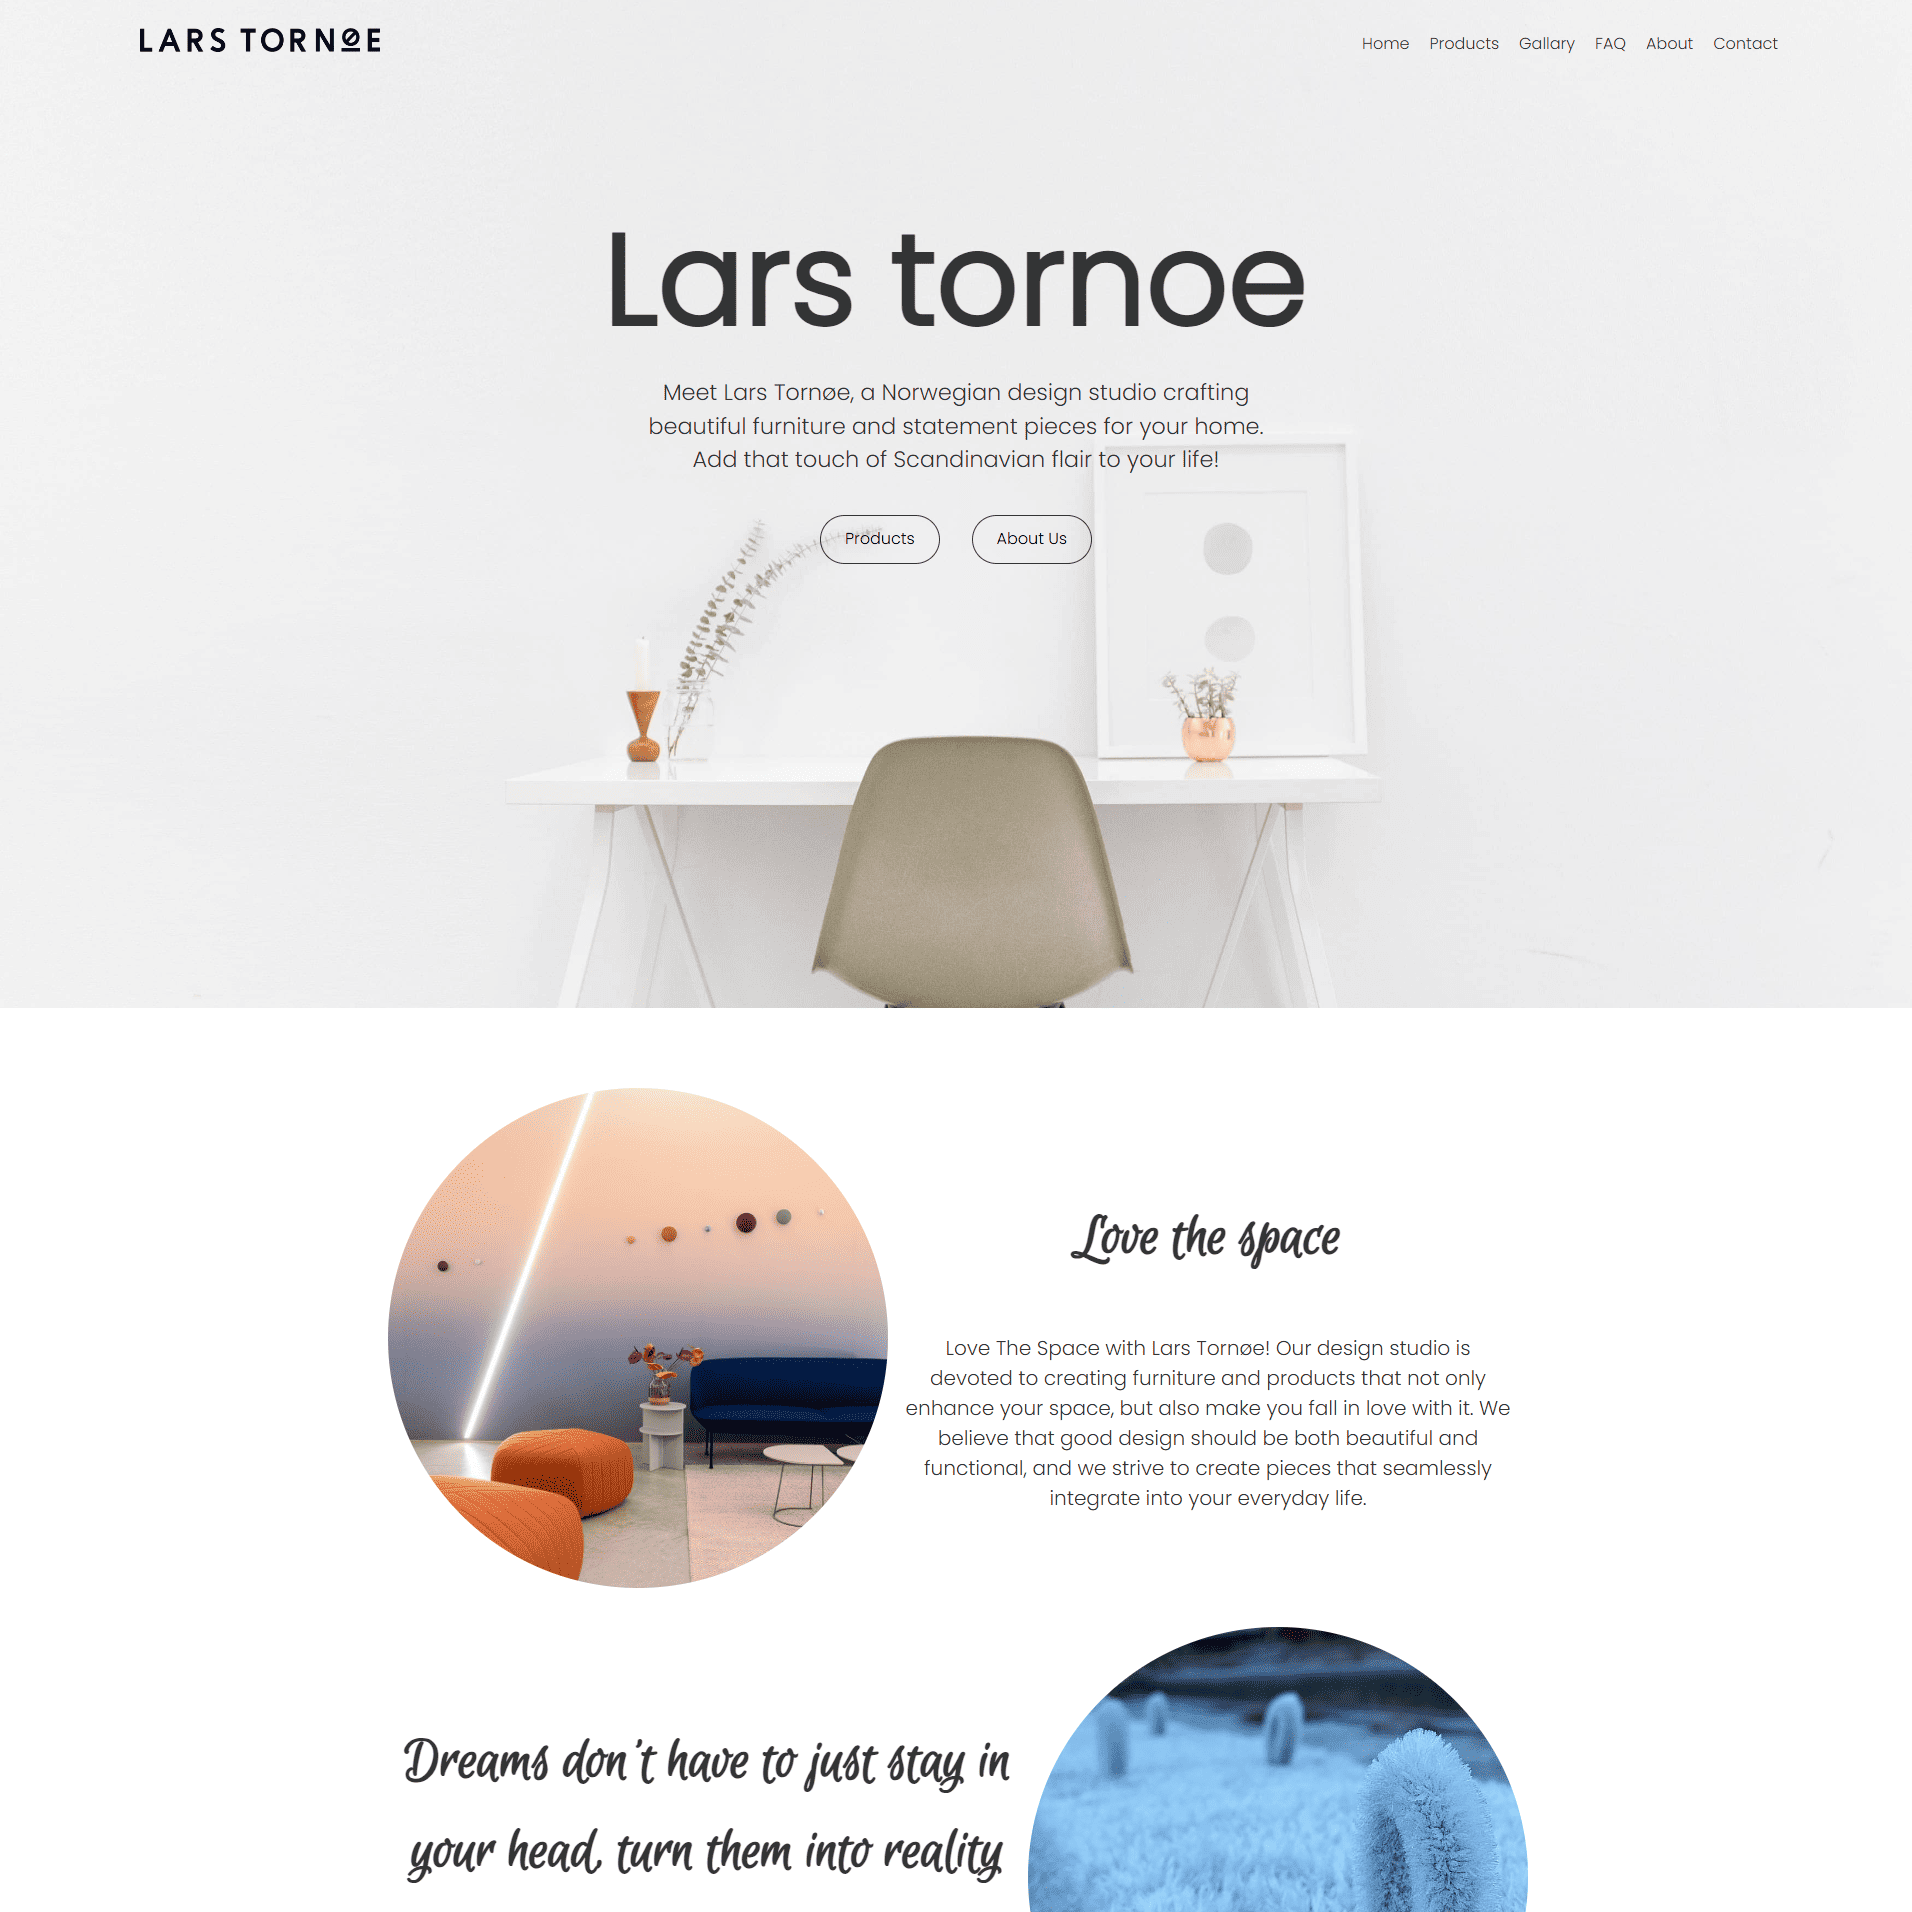 LARS TORNØE
Home Products Gallary FAQ About Contact
Lars tornoe
Meet Lars Tornøe, a Norwegian design studio crafting
beautiful furniture and statement pieces for your home.
Add that touch of Scandinavian flair to your life!
Products About Us
Love the space
Love The Space with Lars Tornøe! Our design studio is
devoted to creating furniture and products that not only
enhance your space, but also make you fall in love with it. We
believe that good design should be both beautiful and
functional, and we strive to create pieces that seamlessly
integrate into your everyday life.
Dreams don't have to just stay in
your head, turn them into reality